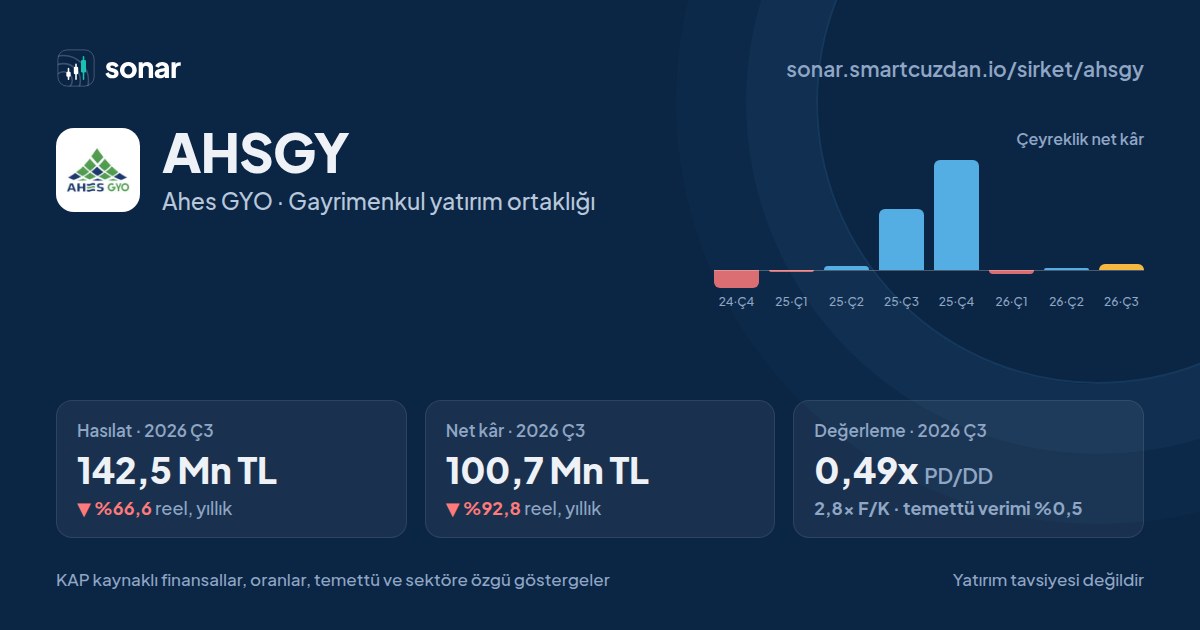 sonar
sonar.smartcuzdan.io/sirket/ahsgy
AHES GYO
AHSGY
Ahes GYO · Gayrimenkul yatırım ortaklığı
Çeyreklik net kâr
24·Ç4 25·Ç1 25·Ç2 25·Ç3 25·Ç4 26·Ç1 26·Ç2 26·Ç3
Hasılat · 2026 Ç3
142,5 Mn TL
▼ %66,6 reel, yıllık
Net kâr · 2026 Ç3
100,7 Mn TL
▼ %92,8 reel, yıllık
Değerleme · 2026 Ç3
0,49x PD/DD
2,8× F/K · temettü verimi %0,5
KAP kaynaklı finansallar, oranlar, temettü ve sektöre özgü göstergeler
Yatırım tavsiyesi değildir